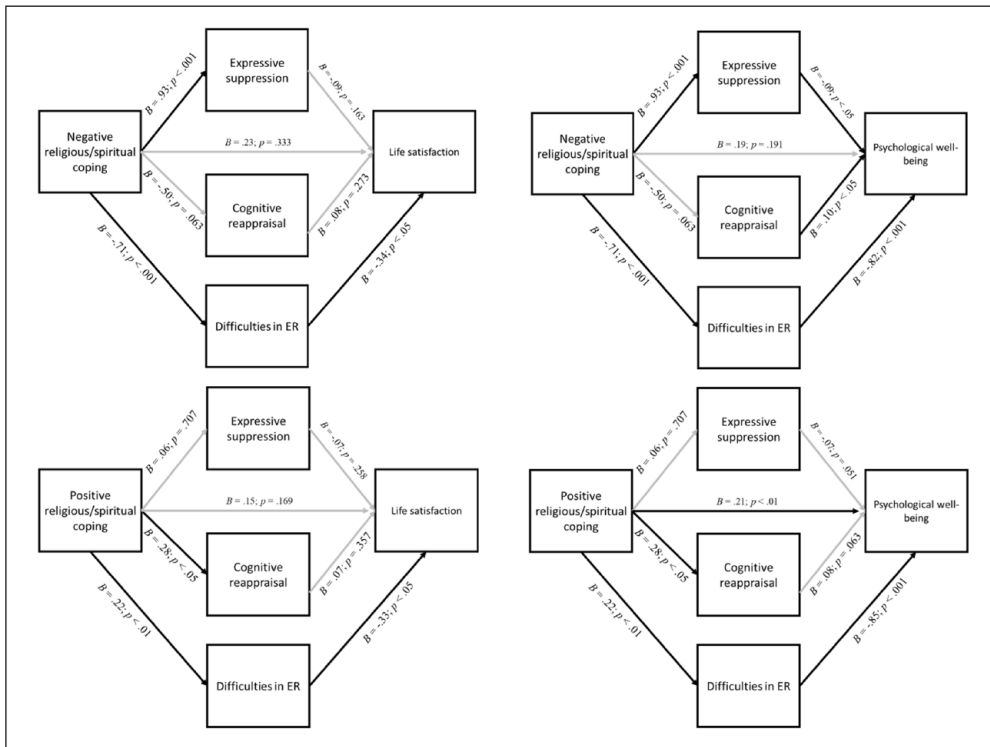 Expressive
suppression
B = .93; p < .001
B = -.09; p = .163
Negative
religious/spiritual
coping
B = .23; p = .333
Life satisfaction
B = -.50; p = .063
B = .08; p = .273
Cognitive
reappraisal
B = -.71; p < .001
B = -.34; p < .05
Difficulties in ER
Expressive
suppression
B = .93; p < .001
B = -.09; p < .05
Negative
religious/spiritual
coping
B = .19; p = .191
Psychological well-
being
B = -.50; p = .063
B = .10; p < .05
Cognitive
reappraisal
B = -.71; p < .001
B = -.82; p < .001
Difficulties in ER
Expressive
suppression
B = .06; p = .707
B = -.07; p = .258
Positive
religious/spiritual
coping
B = .15; p = .169
Life satisfaction
B = .28; p < .05
B = .07; p = .357
Cognitive
reappraisal
B = .22; p < .01
B = -.33; p < .05
Difficulties in ER
Expressive
suppression
B = .06; p = .707
B = -.07; p = .051
Positive
religious/spiritual
coping
B = .21; p < .01
Psychological well-
being
B = .28; p < .05
B = .08; p = .063
Cognitive
reappraisal
B = .22; p < .01
B = -.85; p < .001
Difficulties in ER